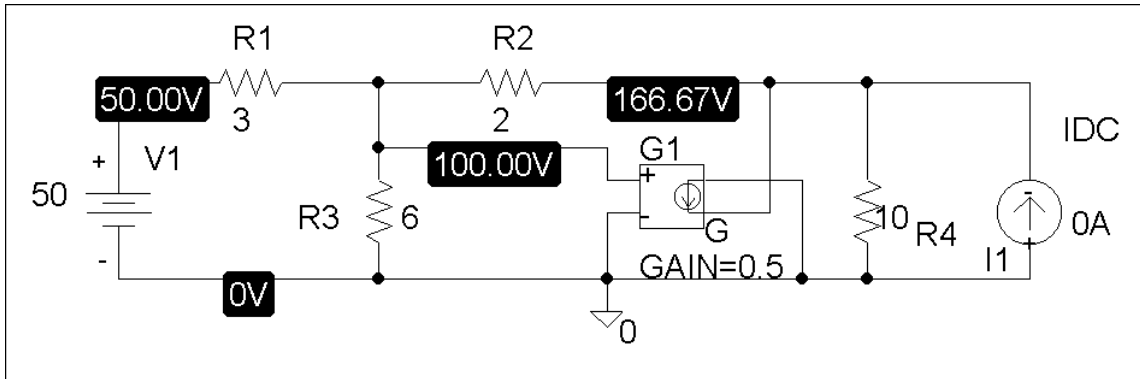 R1
R2
50.00V
166.67V
3
2
IDC
+
V1
G1
100.00V
+
-
50
R3
6
-
10
0A
G
R4
-
GAIN=0.5
I1
+
0V
0